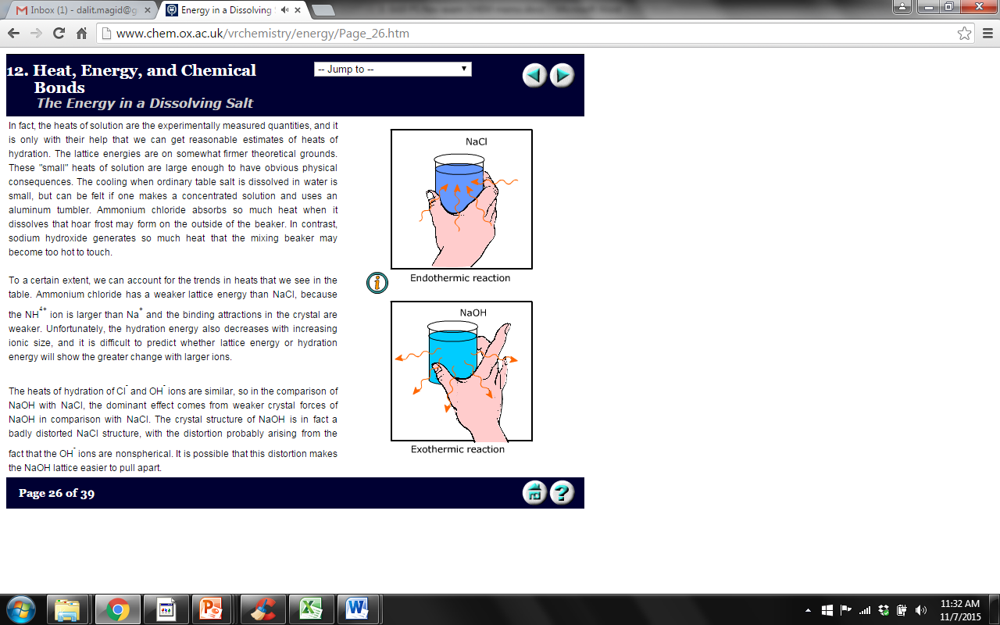 Inbox (1) - dalit.magid@g
Energy in a Dissolving S
www.chem.ox.ac.uk/vrchemistry/energy/Page_26.htm
12. Heat, Energy, and Chemical
Bonds
The Energy in a Dissolving Salt
-- Jump to --
In fact, the heats of solution are the experimentally measured quantities, and it
is only with their help that we can get reasonable estimates of heats of
hydration. The lattice energies are on somewhat firmer theoretical grounds.
These "small" heats of solution are large enough to have obvious physical
consequences. The cooling when ordinary table salt is dissolved in water is
small, but can be felt if one makes a concentrated solution and uses an
aluminum tumbler. Ammonium chloride absorbs so much heat when it
dissolves that hoar frost may form on the outside of the beaker. In contrast,
sodium hydroxide generates so much heat that the mixing beaker may
become too hot to touch.
To a certain extent, we can account for the trends in heats that we see in the
table. Ammonium chloride has a weaker lattice energy than NaCl, because
the NH4+ ion is larger than Na+ and the binding attractions in the crystal are
weaker. Unfortunately, the hydration energy also decreases with increasing
ionic size, and it is difficult to predict whether lattice energy or hydration
energy will show the greater change with larger ions.
The heats of hydration of Cl- and OH- ions are similar, so in the comparison of
NaOH with NaCl, the dominant effect comes from weaker crystal forces of
NaOH in comparison with NaCl. The crystal structure of NaOH is in fact a
badly distorted NaCl structure, with the distortion probably arising from the
fact that the OH- ions are nonspherical. It is possible that this distortion makes
the NaOH lattice easier to pull apart.
NaCl
Endothermic reaction
i
NaOH
Exothermic reaction
Page 26 of 39
?
11:32 AM
11/7/2015